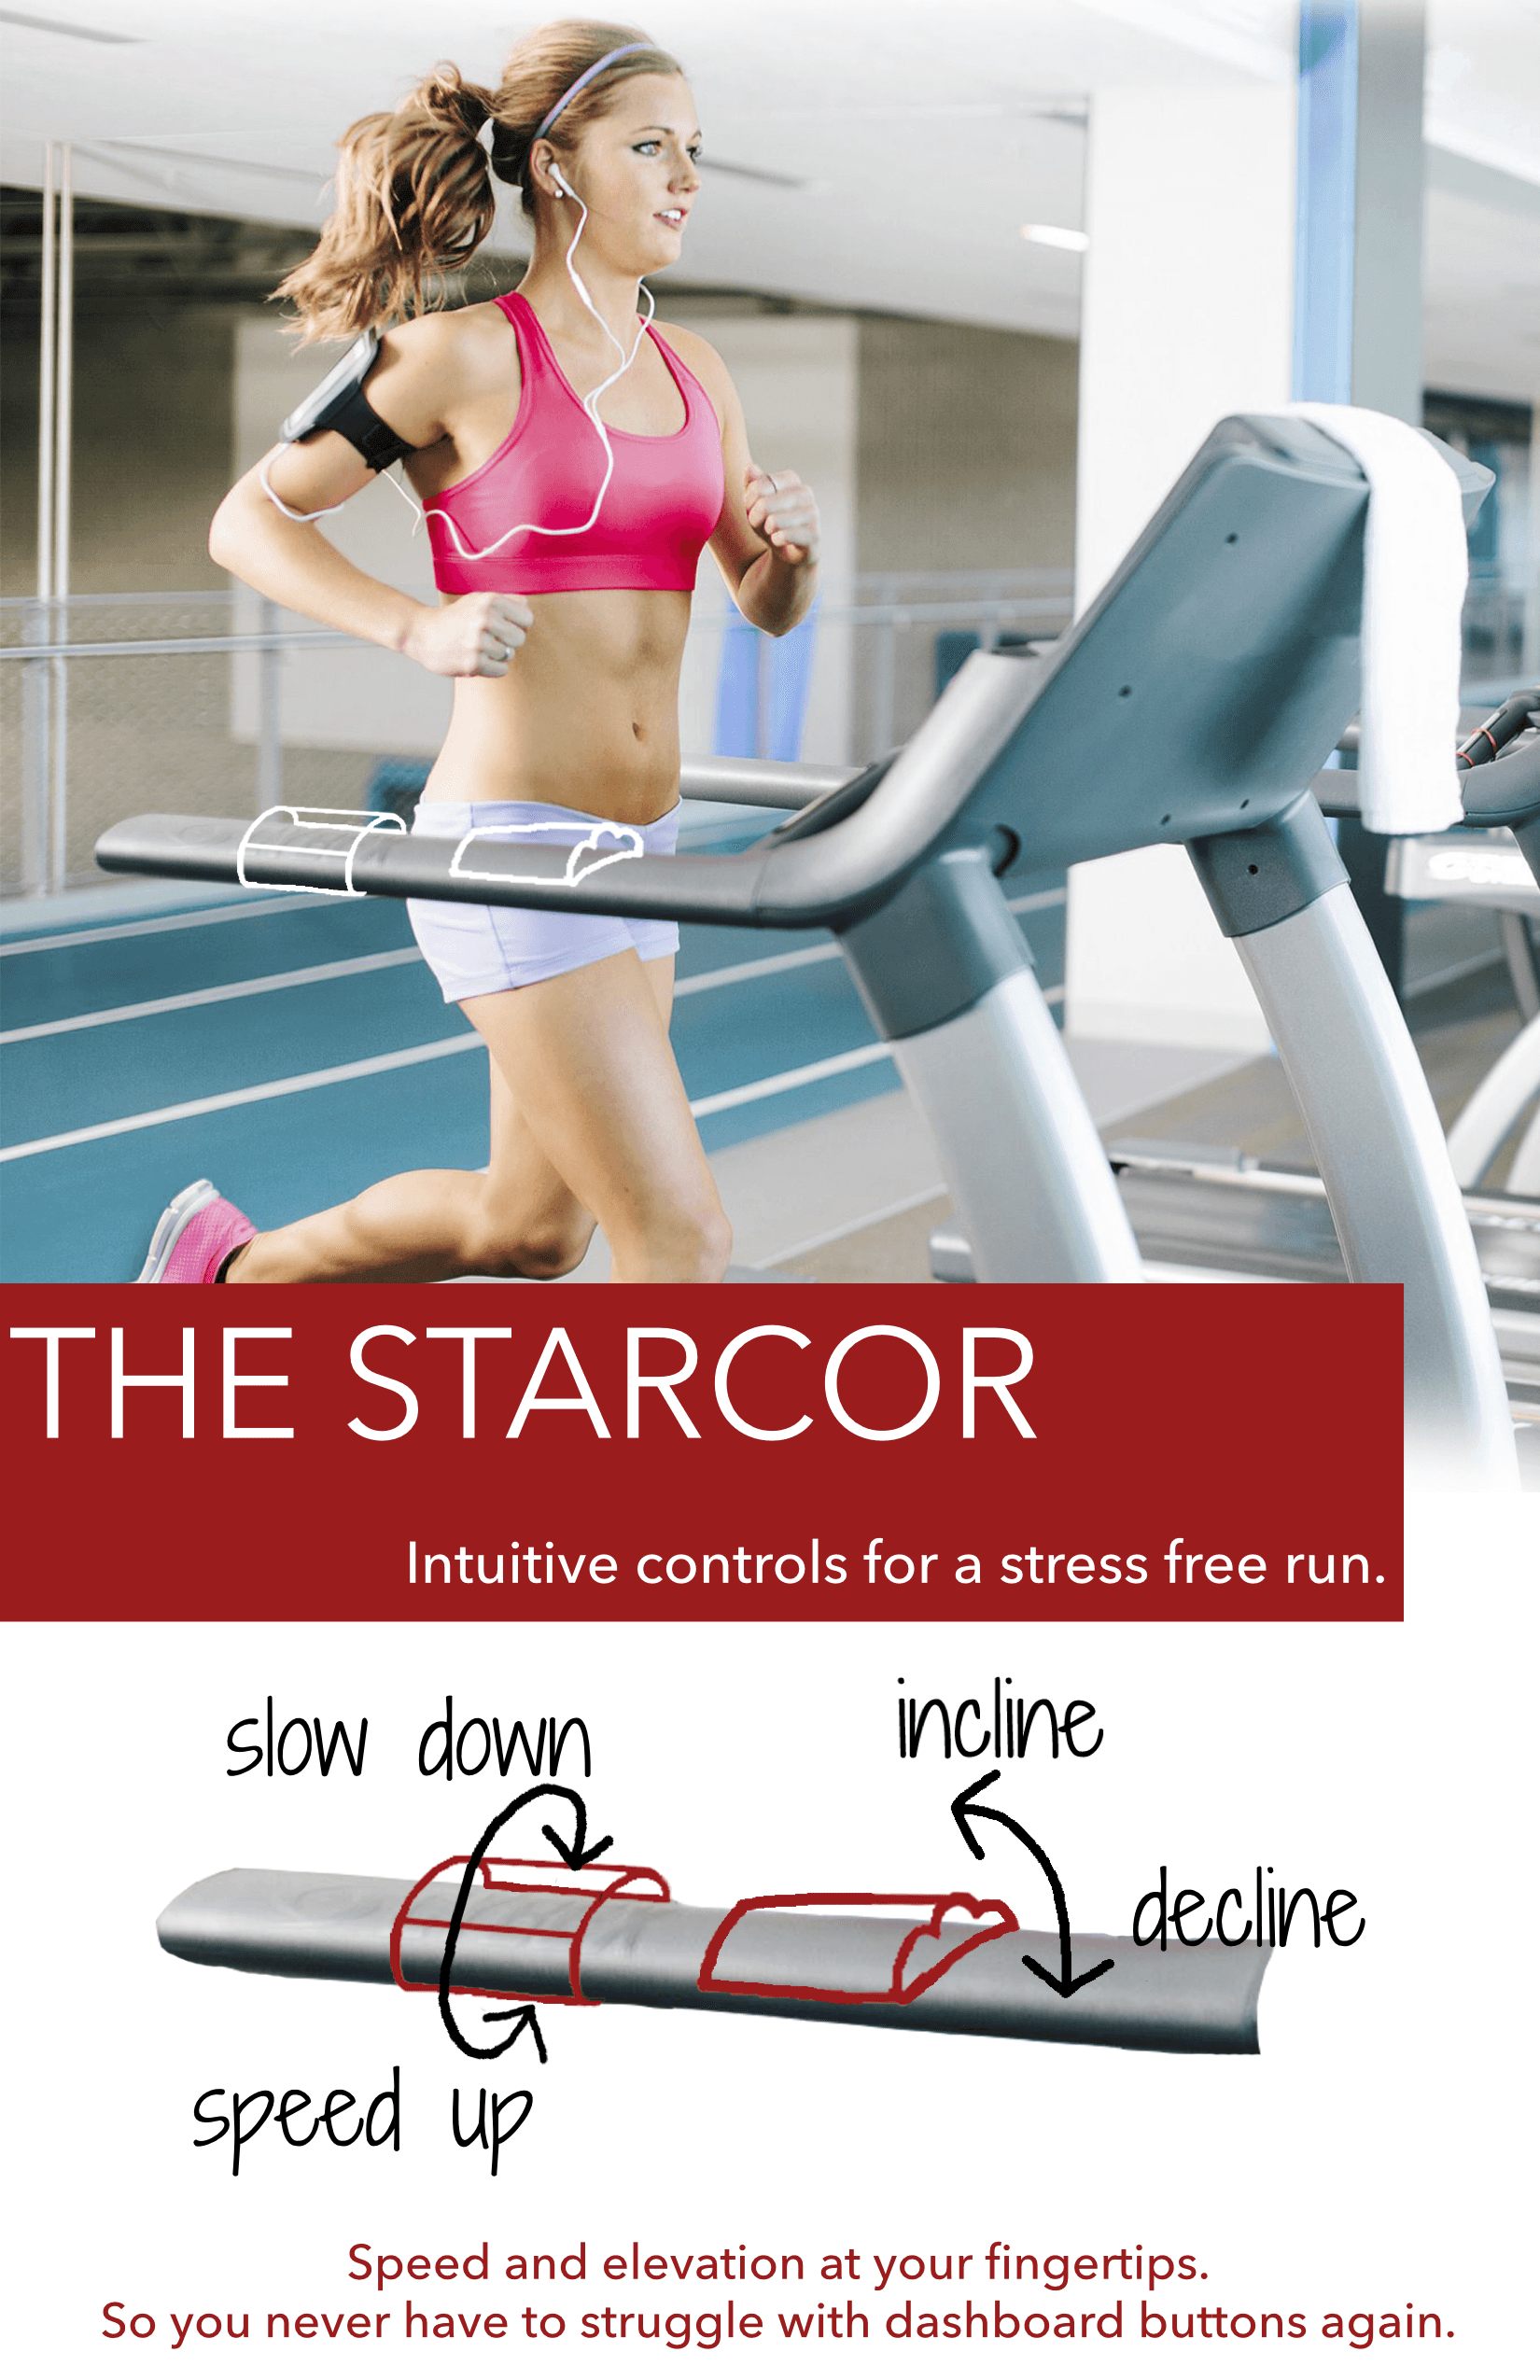 THE STARCOR
Intuitive controls for a stress free run.
slow down
incline
decline
speed up
Speed and elevation at your fingertips.
So you never have to struggle with dashboard buttons again.